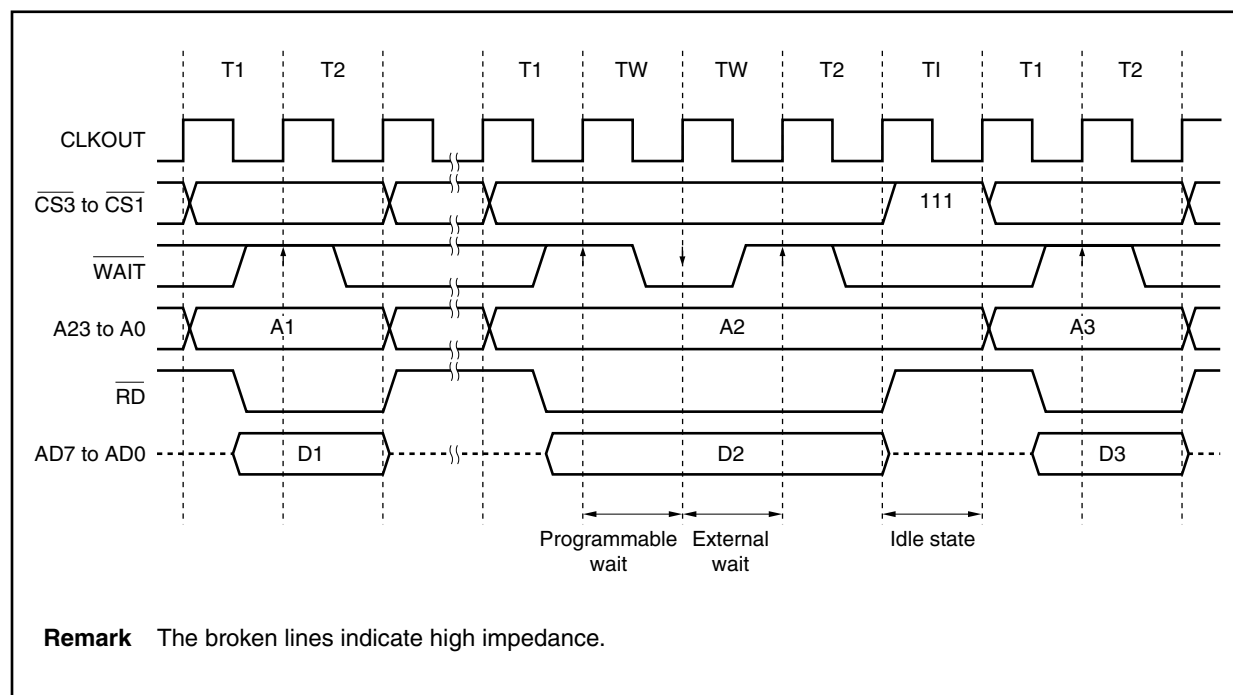 T1 T2 T1 TW TW T2 TI T1 T2
CLKOUT
CS3 to CS1 111
WAIT
A23 to A0 A1 A2 A3
RD
AD7 to AD0 D1 D2 D3
Programmable wait
External wait
Idle state
Remark The broken lines indicate high impedance.